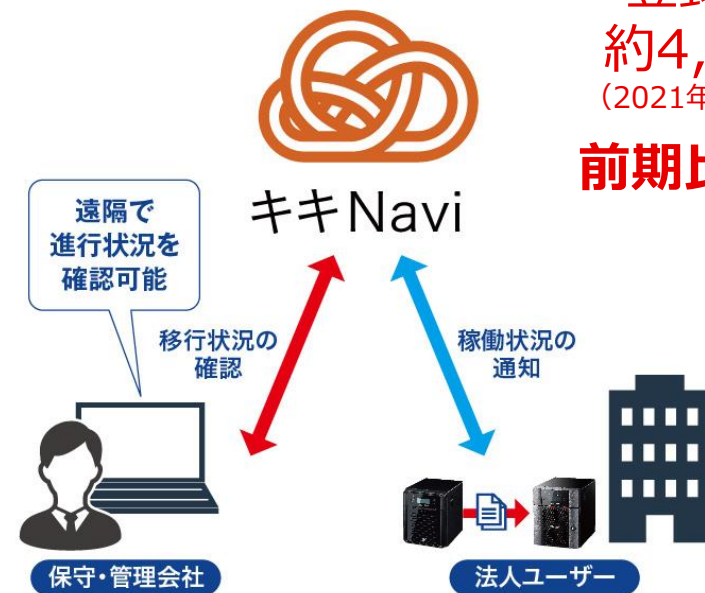 約4,
（2021年
前期比
キキNavi
遠隔で
進行状況を
確認可能
移行状況の
確認
稼働状況の
通知
保守・管理会社
法人ユーザー